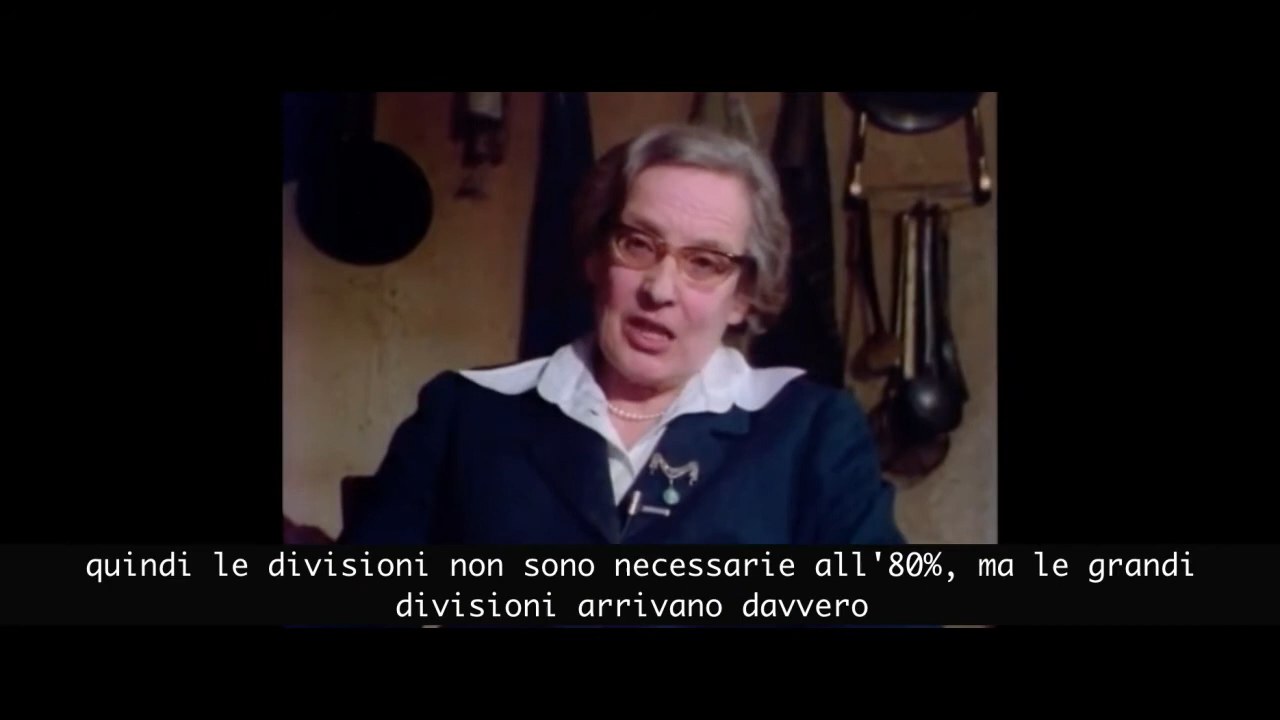 quindi le divisioni non sono necessarie all'80%, ma le grandi
divisioni arrivano davvero